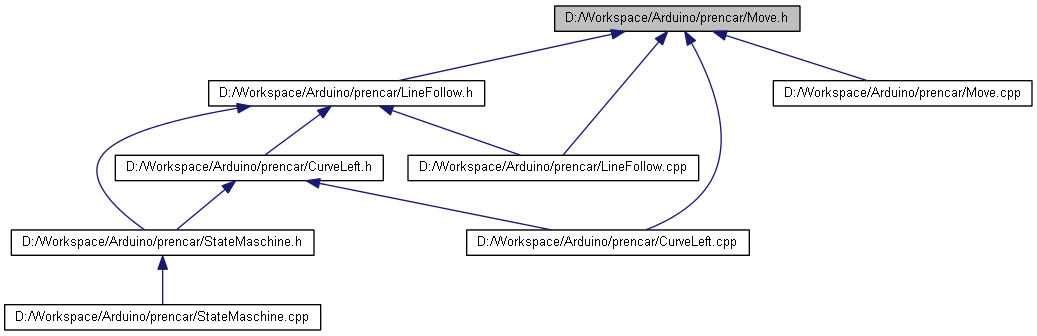 D:/Workspace/Arduino/prencar/Move.h
D:/Workspace/Arduino/prencar/LineFollow.h
D:/Workspace/Arduino/prencar/Move.cpp
D:/Workspace/Arduino/prencar/CurveLeft.h
D:/Workspace/Arduino/prencar/LineFollow.cpp
D:/Workspace/Arduino/prencar/StateMaschine.h
D:/Workspace/Arduino/prencar/CurveLeft.cpp
D:/Workspace/Arduino/prencar/StateMaschine.cpp